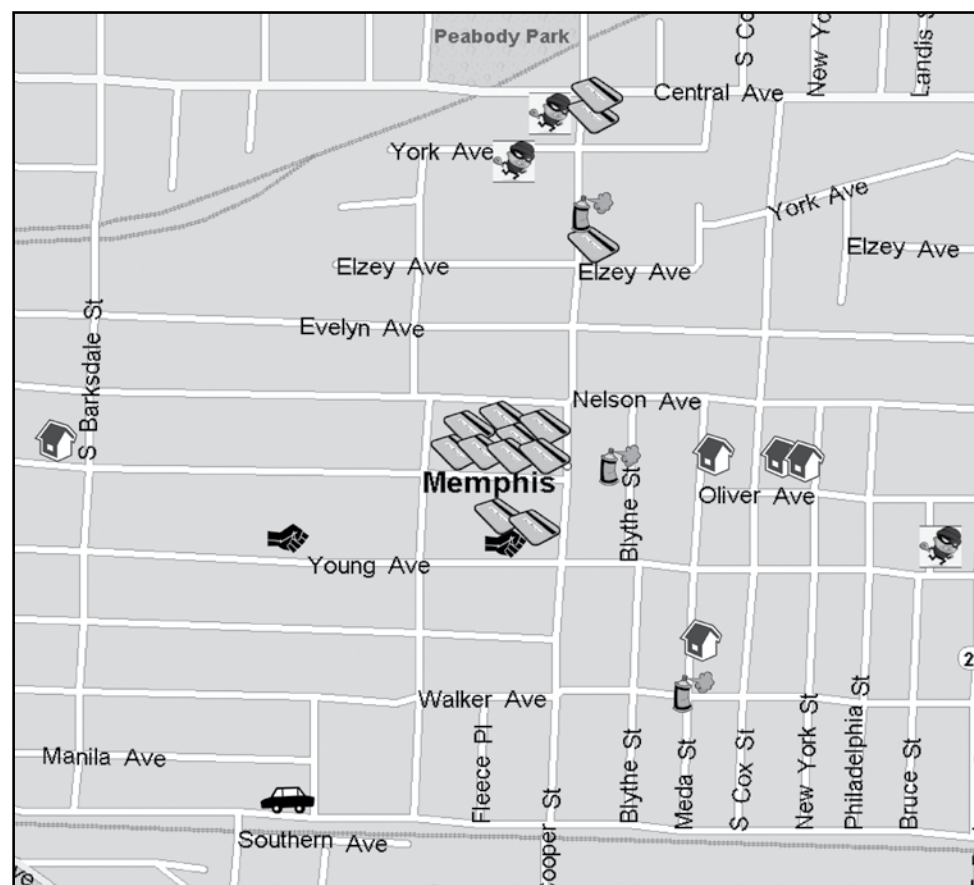 Peabody Park
S Co
New Yo
Landis S
Central Ave
York Ave
York Ave
Elzey Ave
Elzey Ave
Elzey Ave
Evelyn Ave
S Barksdale St
Nelson Ave
Memphis
Blythe St
Oliver Ave
Young Ave
2
Walker Ave
Manila Ave
Fleece Pl
Cooper St
Blythe St
Meda St
S Cox St
New York St
Philadelphia St
Bruce St
Southern Ave
ve